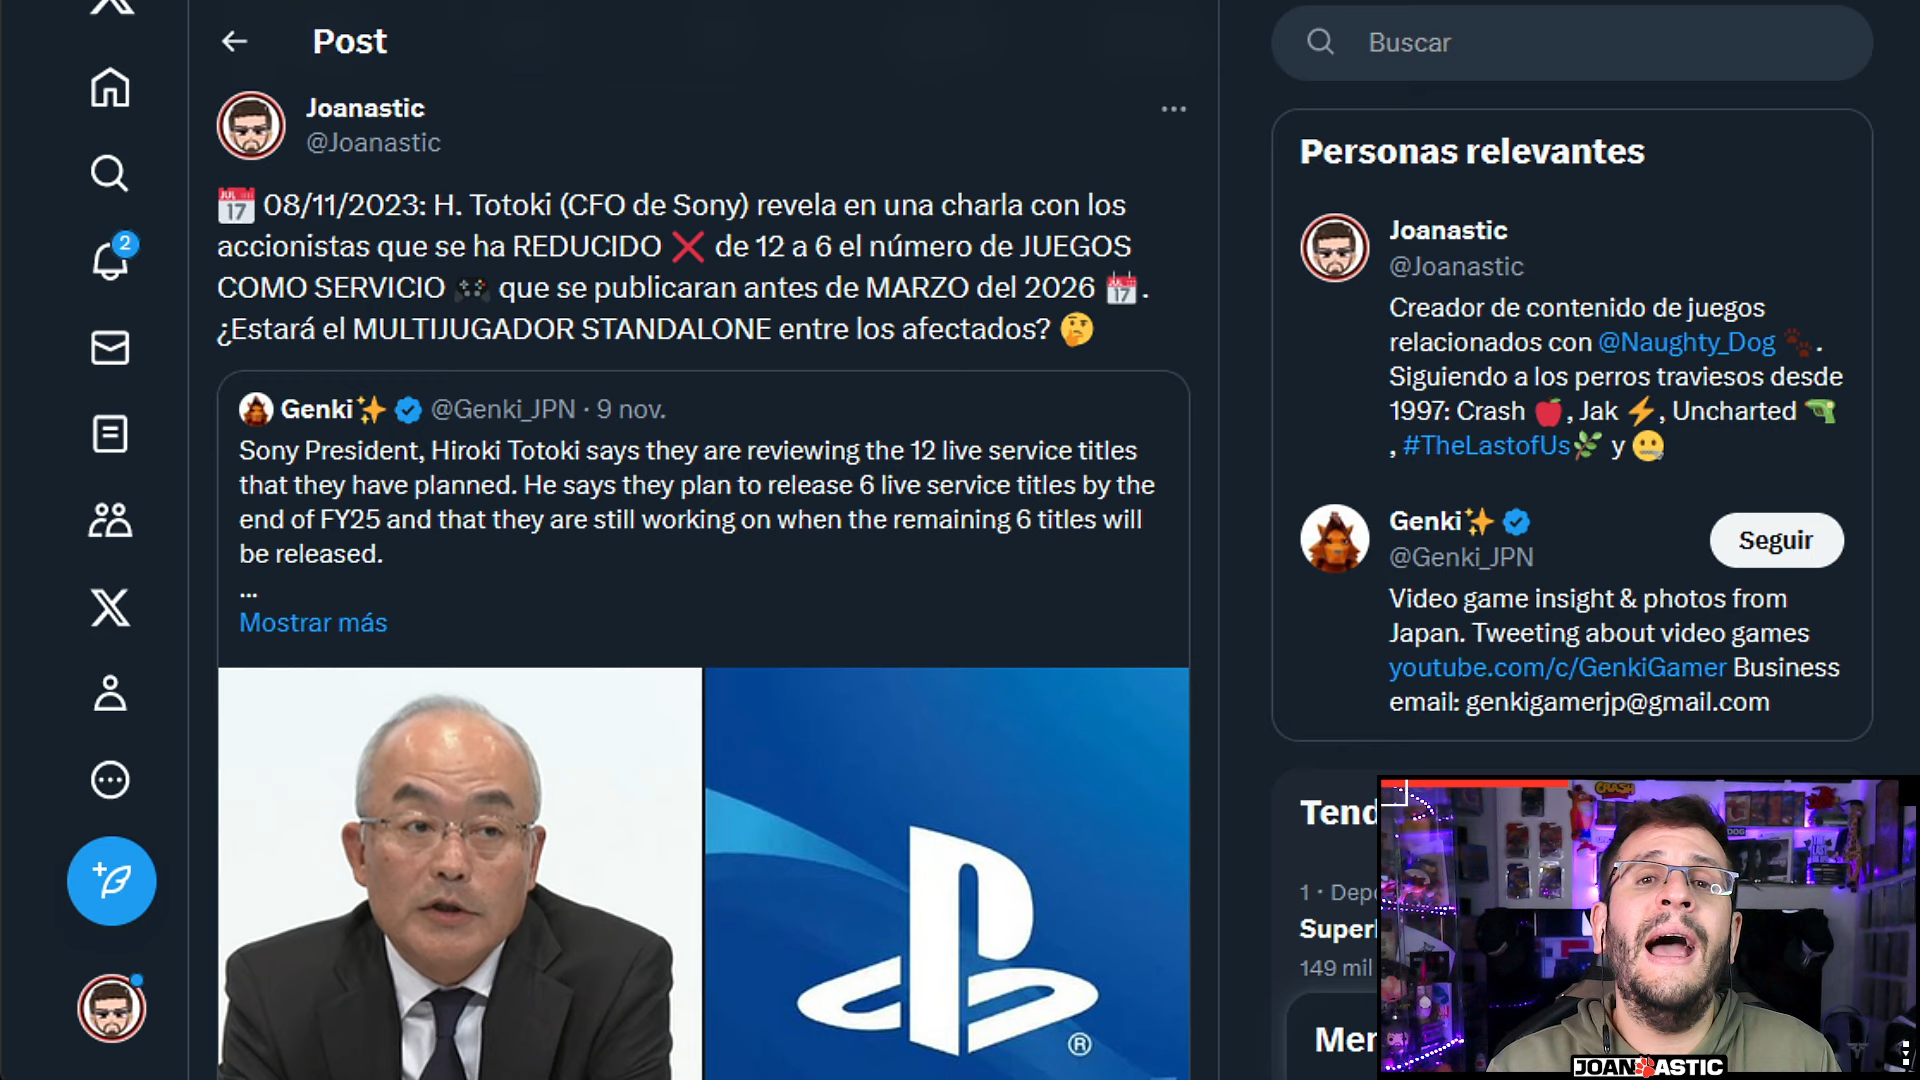 Post
Buscar
Joanastic
@Joanastic
JUL 17 08/11/2023: H. Totoki (CFO de Sony) revela en una charla con los
accionistas que se ha REDUCIDO ❌ de 12 a 6 el número de JUEGOS
COMO SERVICIO 🎮 que se publicaran antes de MARZO del 2026 📅.
¿Estará el MULTIJUGADOR STANDALONE entre los afectados? 🤔
Genki✨ @Genki_JPN · 9 nov.
Sony President, Hiroki Totoki says they are reviewing the 12 live service titles
that they have planned. He says they plan to release 6 live service titles by the
end of FY25 and that they are still working on when the remaining 6 titles will
be released.
...
Mostrar más
2
®
Personas relevantes
Joanastic
@Joanastic
Creador de contenido de juegos
relacionados con @Naughty_Dog 🐾.
Siguiendo a los perros traviesos desde
1997: Crash 🍎, Jak ⚡, Uncharted 🔫
, #TheLastofUs🌿 y 🤐
Genki✨
@Genki_JPN
Seguir
Video game insight & photos from
Japan. Tweeting about video games
youtube.com/c/GenkiGamer Business
email: genkigamerjp@gmail.com
Tend
1 · Depo
Super
149 mil
Mer
CRASH
JOANASTIC